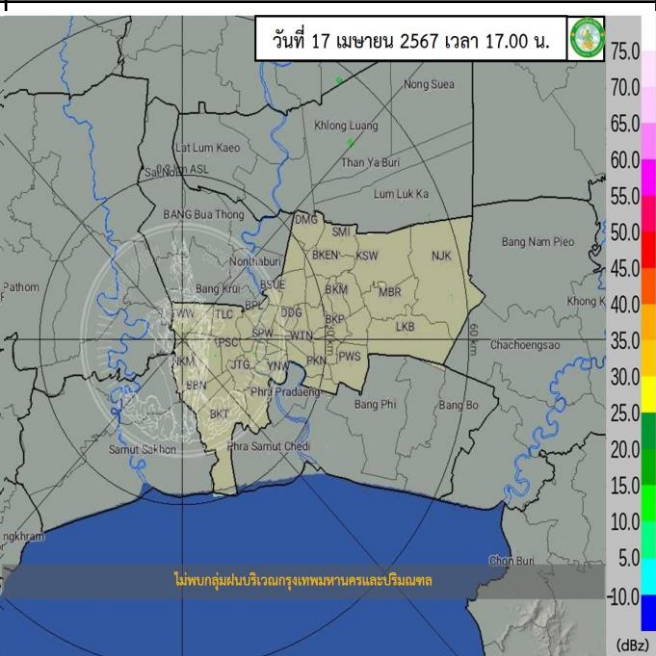 วันที่ 17 เมษายน 2567 เวลา 17.00 น.
75.0
70.0
65.0
60.0
55.0
50.0
45.0
40.0
35.0
30.0
25.0
20.0
15.0
10.0
5.0
-10.0
(dBz)
Nong Suea
Khlong Luang
Lat Lum Kaeo
Than Ya Buri
km ASL
Lum Luk Ka
BANG Bua Thong
DMG
SMI
Bang Nam Pieo
Nonthaburi
BKEN
KSW
NJK
Pathom
Bang Krui
BSUE
BKM
MBR
Khong K
TWW
TLC
BPL
DDG
BKP
LKB
PSC
SPW
WTN
60 km
Chachoengsao
NKM
JTG
YNW
PKN
PWS
BBN
Phra Pradaeng
BKT
Bang Phi
Bang Bo
Samut Sakhon
Phra Samut Chedi
ngkhram
Chon Buri
ไม่พบกลุ่มฝนบริเวณกรุงเทพมหานครและปริมณฑล